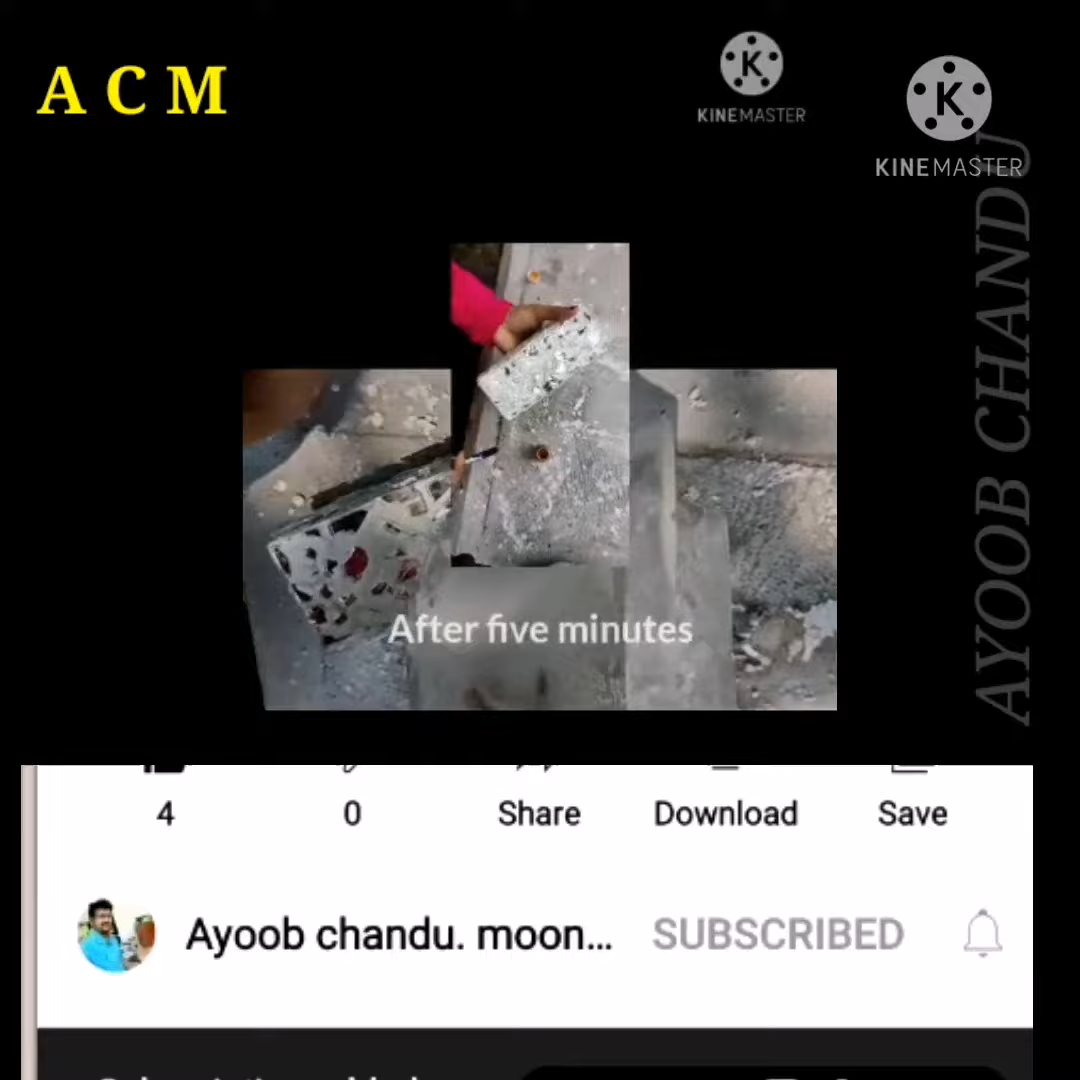 A C M
KINEMASTER
KINEMASTER
AYOOB CHANDU
After five minutes
4
0
Share
Download
Save
Ayoob chandu. moon...
SUBSCRIBED